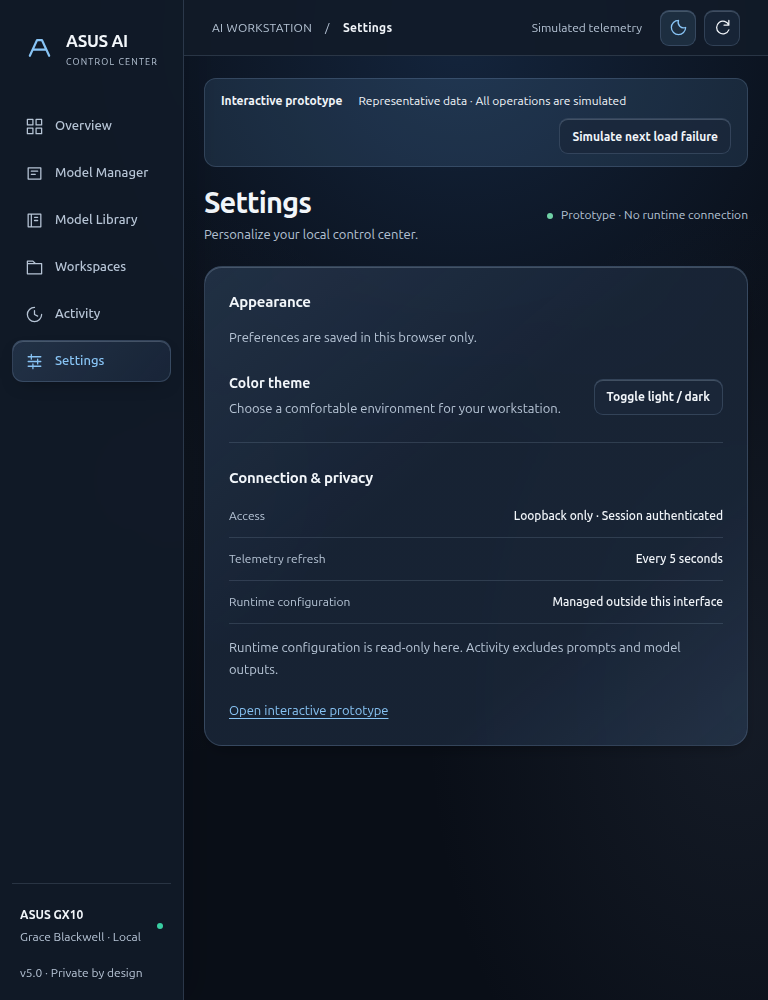 ASUS AI
CONTROL CENTER
Overview
Model Manager
Model Library
Workspaces
Activity
Settings
ASUS GX10
Grace Blackwell · Local
v5.0 · Private by design
AI WORKSTATION / Settings
Simulated telemetry
Interactive prototype Representative data · All operations are simulated
Simulate next load failure
Settings
Personalize your local control center.
Prototype · No runtime connection
Appearance
Preferences are saved in this browser only.
Color theme
Choose a comfortable environment for your workstation.
Toggle light / dark
Connection & privacy
Access Loopback only · Session authenticated
Telemetry refresh Every 5 seconds
Runtime configuration Managed outside this interface
Runtime configuration is read-only here. Activity excludes prompts and model
outputs.
Open interactive prototype